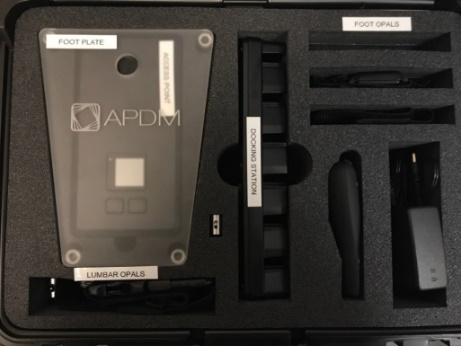 FOOT PLATE
ACCESS POINT
APDM
FOOT OPALS
DOCKING STATION
LUMBAR OPALS